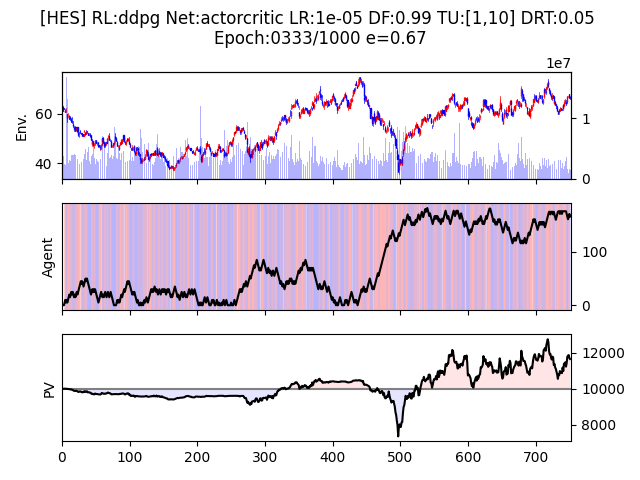 [HES] RL:ddpg Net:actorcritic LR:1e-05 DF:0.99 TU:[1,10] DRT:0.05
Epoch:0333/1000 e=0.67
1e7
Env.
60
40
1
0
Agent
100
0
PV
12000
10000
8000
0 100 200 300 400 500 600 700